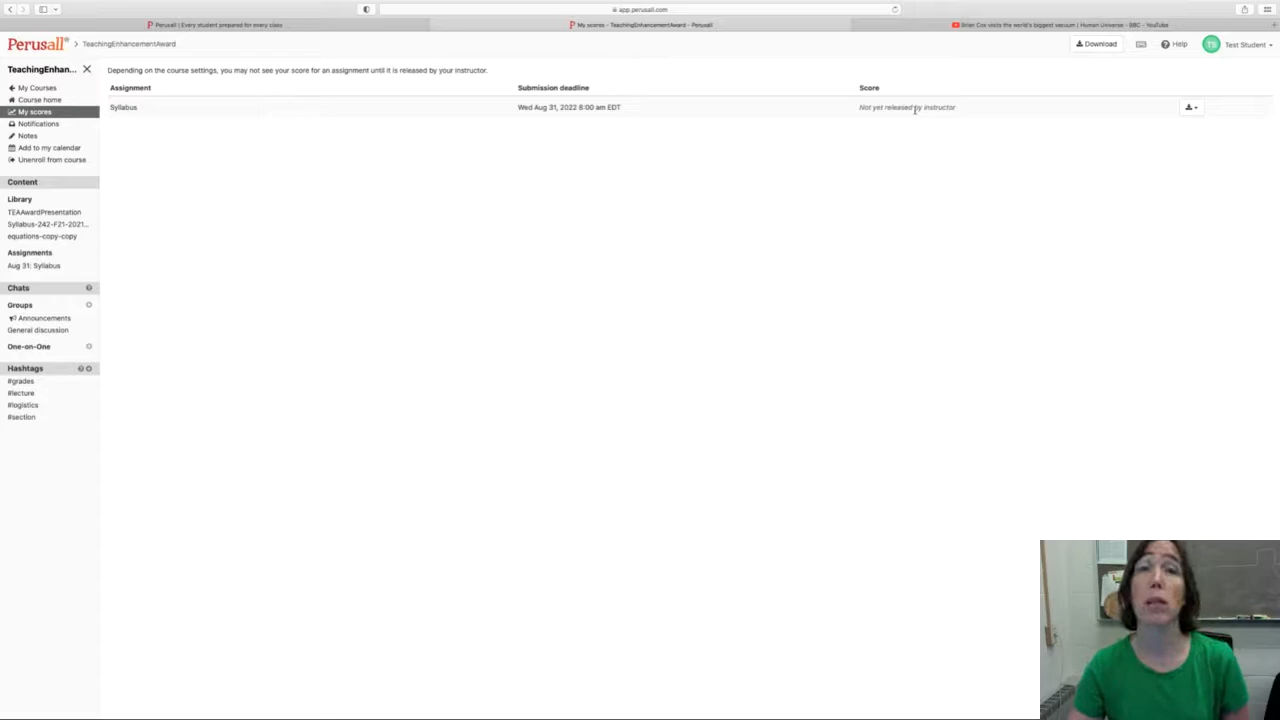 app.perusall.com
Perusall | Every student prepared for every class
My scores - TeachingEnhancementAward - Perusall
Brian Cox visits the world's biggest vacuum | Human Universe - BBC - YouTube
Perusall
TeachingEnhancementAward
Download
Help
TS
Test Student
TeachingEnhan...
My Courses
Course home
My scores
Notifications
Notes
Add to my calendar
Unenroll from course
Content
Library
TEAAwardPresentation
Syllabus-242-F21-2021...
equations-copy-copy
Assignments
Aug 31: Syllabus
Chats
Groups
Announcements
General discussion
One-on-One
Hashtags
#grades
#lecture
#logistics
#section
Depending on the course settings, you may not see your score for an assignment until it is released by your instructor.
Assignment Submission deadline Score
Syllabus Wed Aug 31, 2022 8:00 am EDT Not yet released by instructor